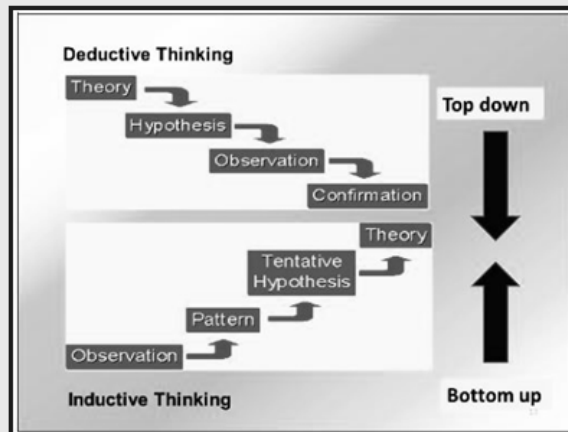 Deductive Thinking
Theory
Hypothesis
Observation
Confirmation
Top down
Theory
Tentative
Hypothesis
Pattern
Observation
Inductive Thinking
Bottom up